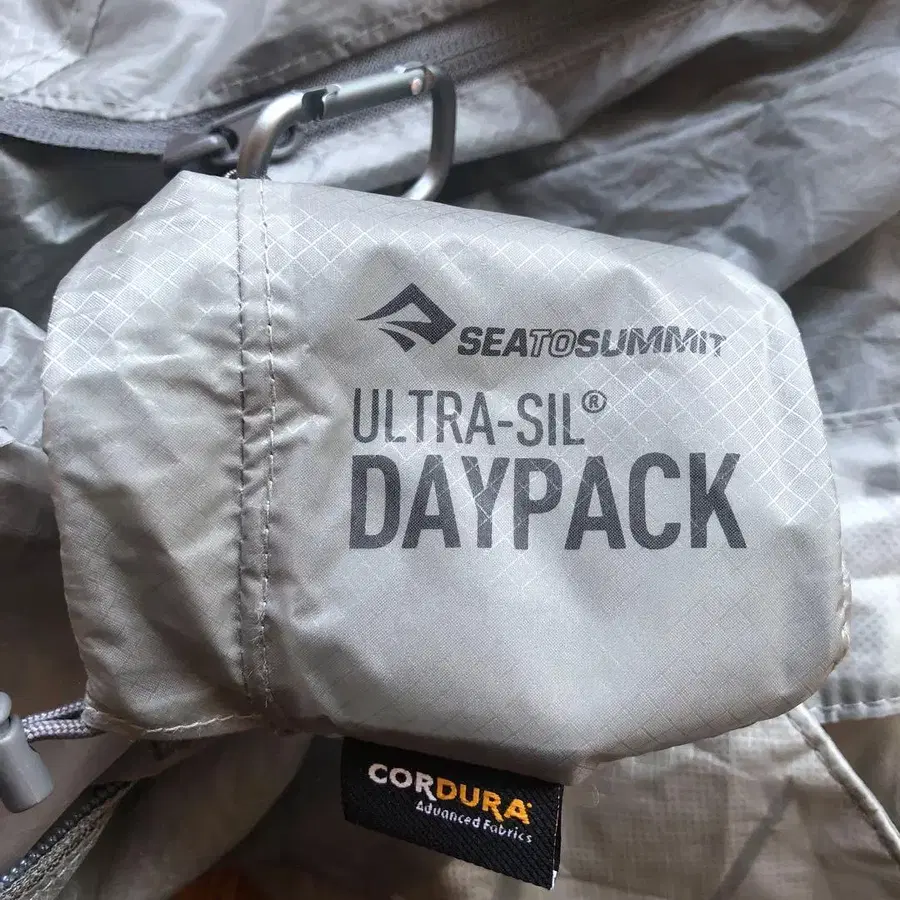 SEATOSUMMIT
ULTRA-SIL®
DAYPACK
CORDURA
Advanced Fabrics